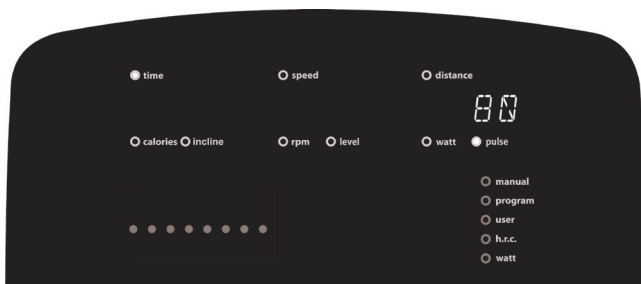 time speed distance
80
calories incline rpm level watt pulse
manual
program
user
h.r.c.
watt